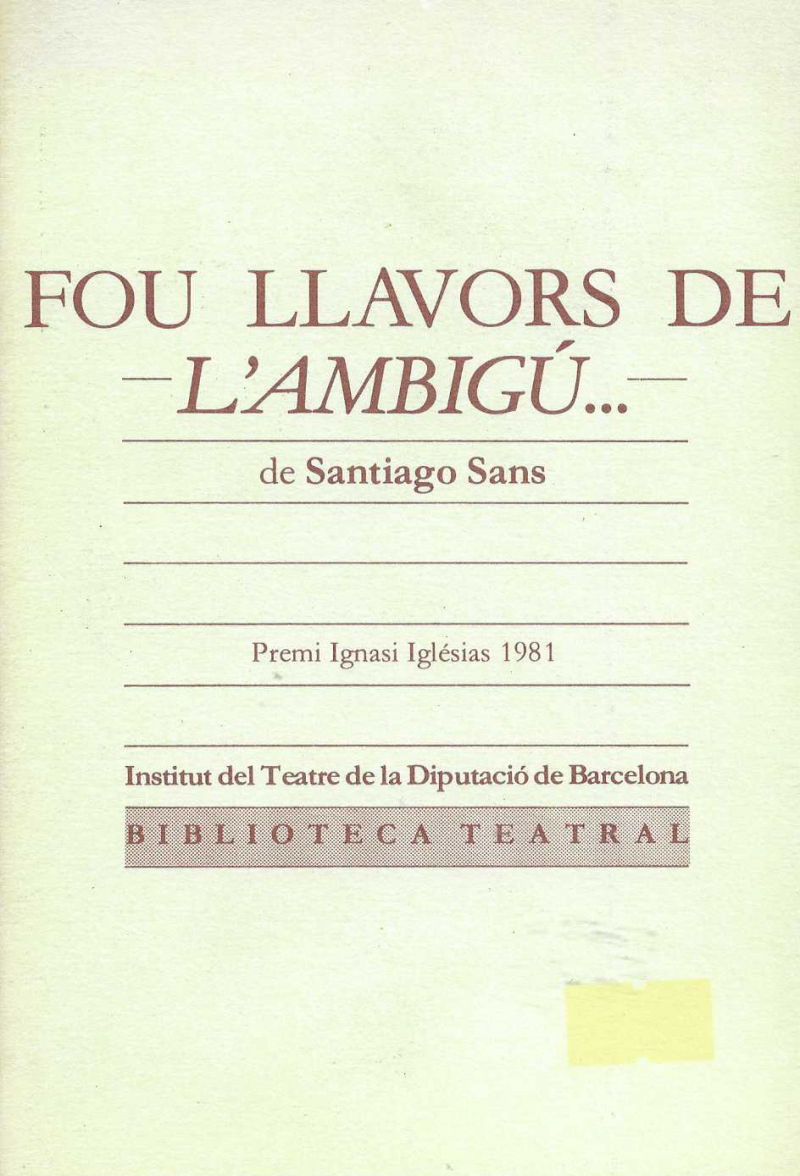 FOU LLAVORS DE
—L'AMBIGÚ...—
de Santiago Sans
Premi Ignasi Iglésias 1981
Institut del Teatre de la Diputació de Barcelona
BIBLIOTECA TEATRAL